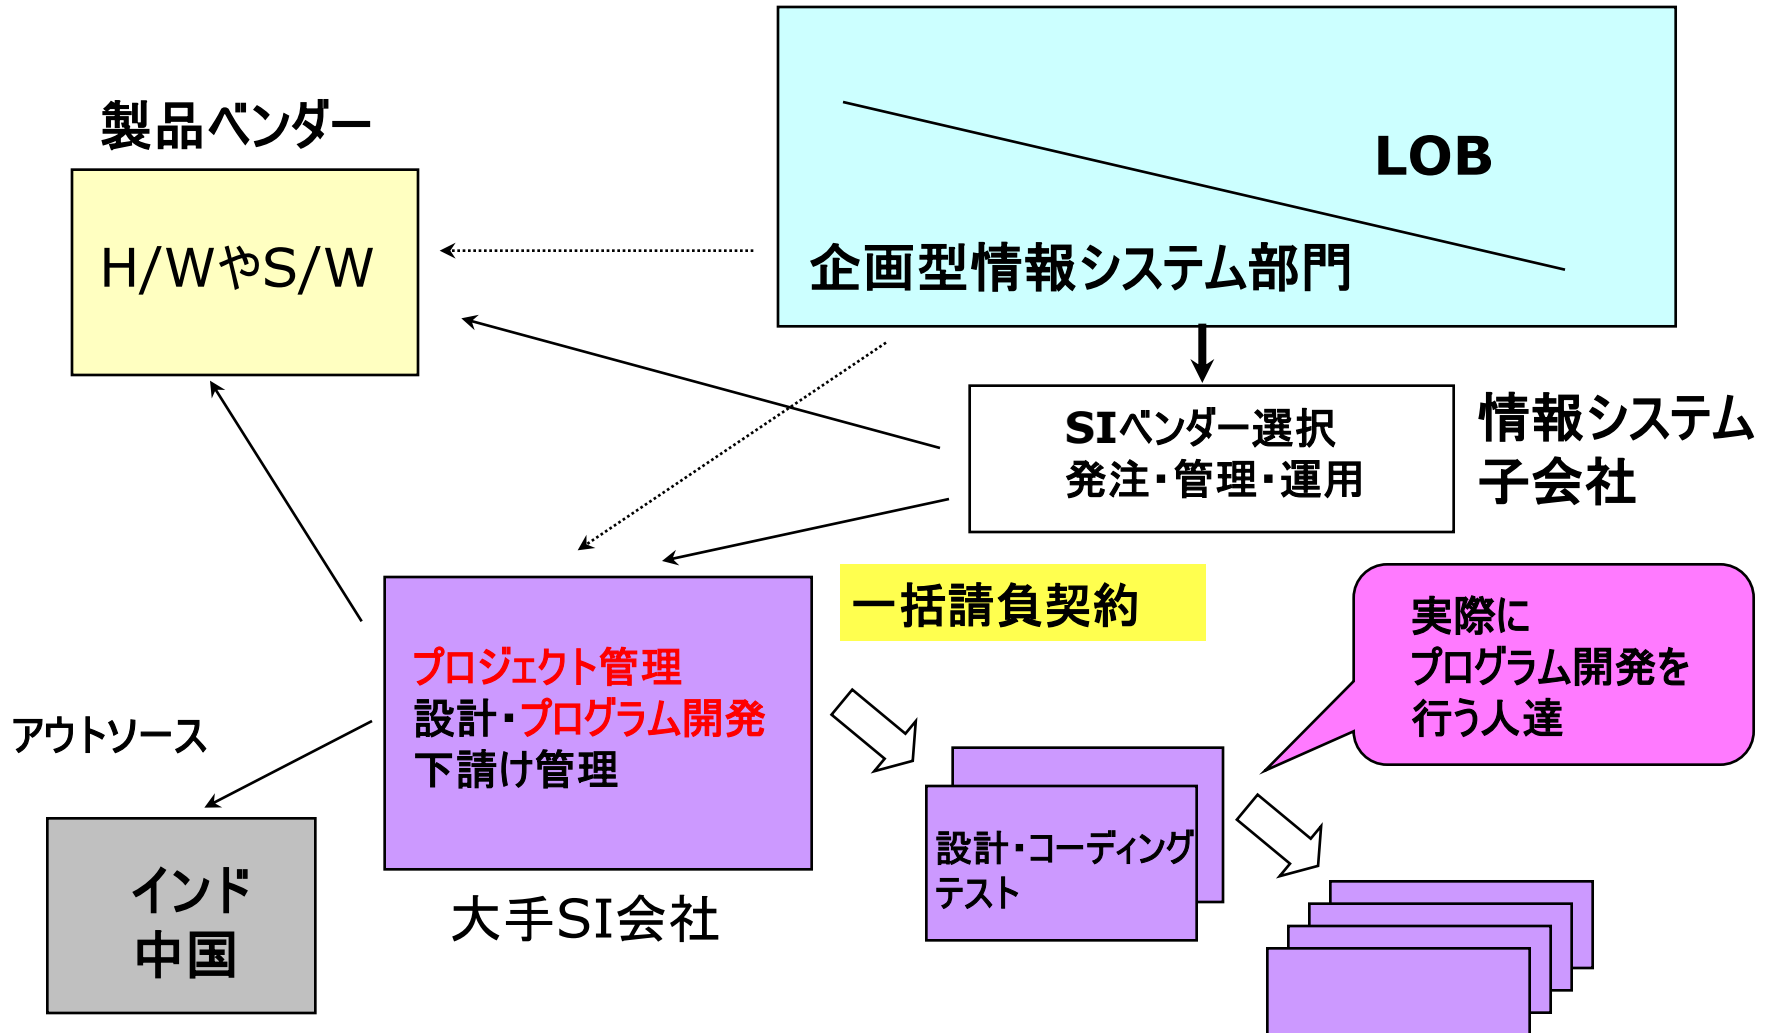 製品ベンダー
H/WやS/W
LOB
企画型情報システム部門
SIベンダー選択
発注・管理・運用
情報システム
子会社
一括請負契約
プロジェクト管理
設計・プログラム開発
下請け管理
大手SI会社
アウトソース
インド
中国
実際に
プログラム開発を
行う人達
設計・コーディング
テスト